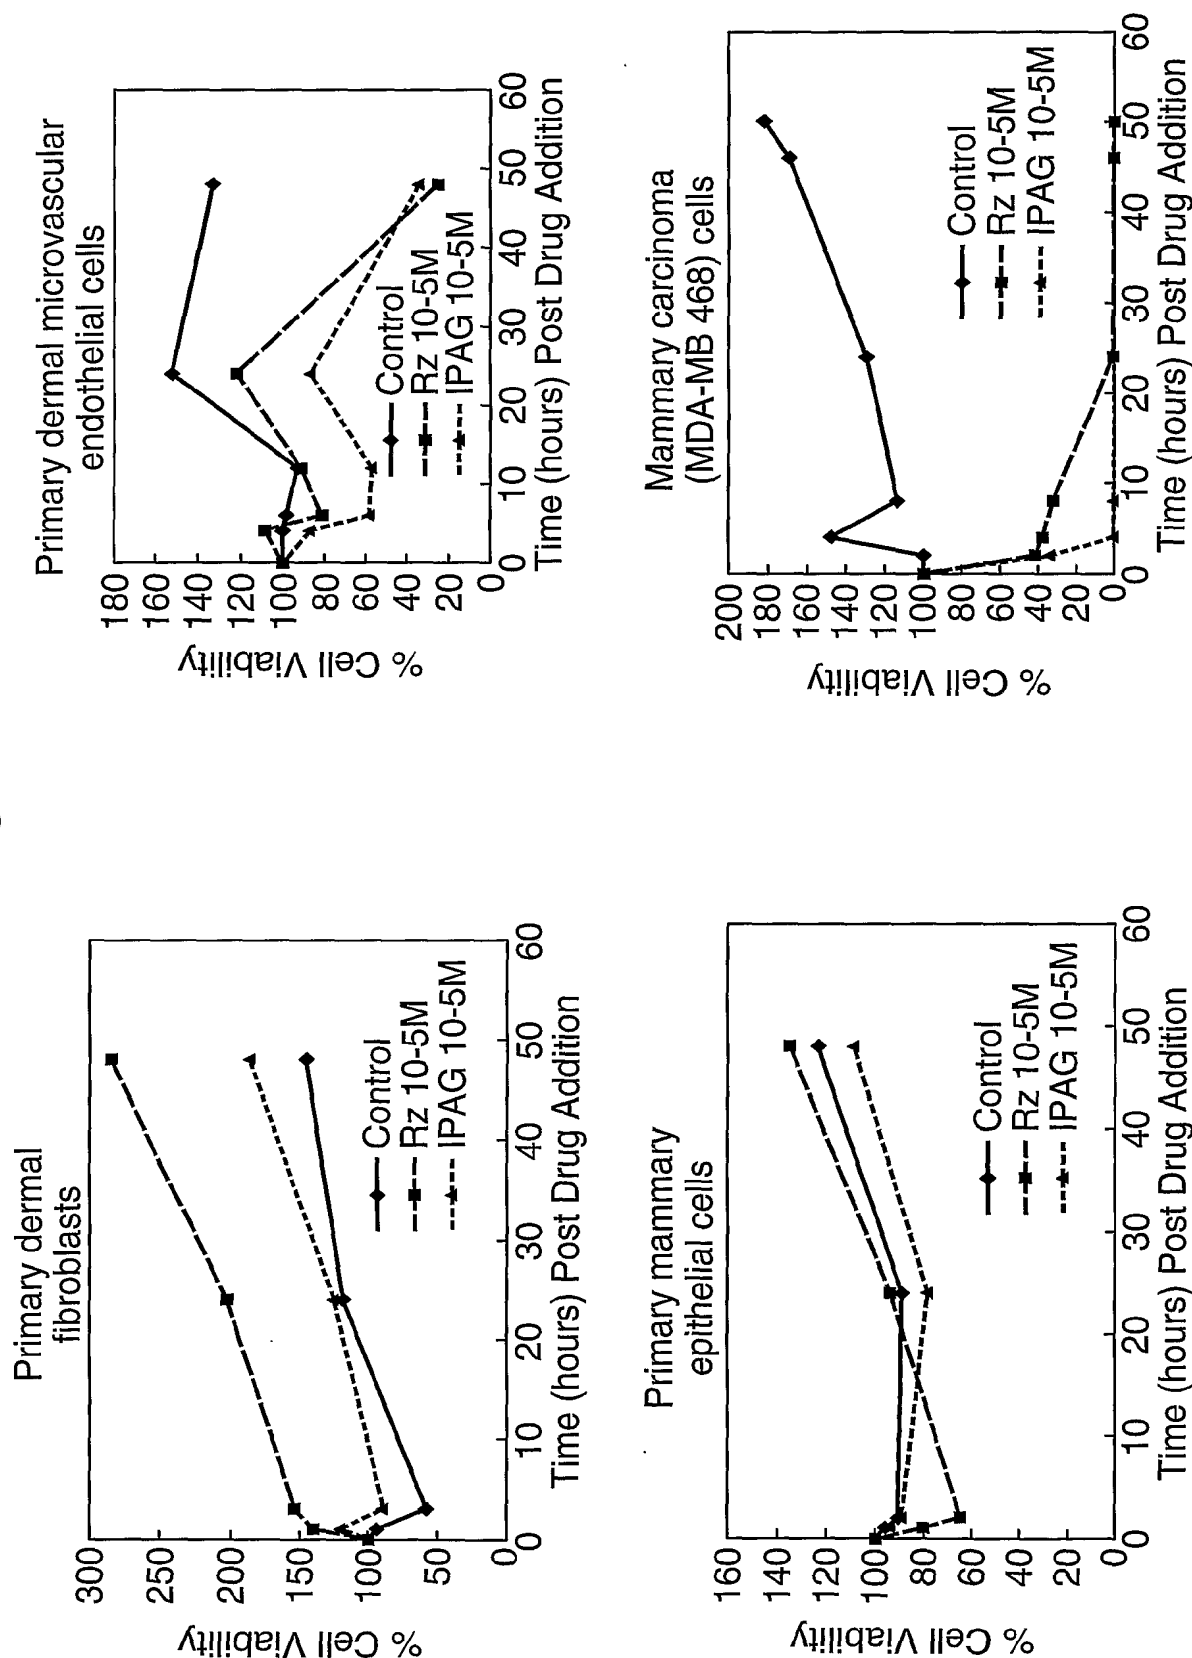 Primary dermal
fibroblasts
% Cell Viability
300
250
200
150
100
50
0
0 10 20 30 40 50 60
Time (hours) Post Drug Addition
Control
Rz 10-5M
IPAG 10-5M
Primary dermal microvascular
endothelial cells
% Cell Viability
180
160
140
120
100
80
60
40
20
0
0 10 20 30 40 50 60
Time (hours) Post Drug Addition
Control
Rz 10-5M
IPAG 10-5M
Primary mammary
epithelial cells
% Cell Viability
160
140
120
100
80
60
40
20
0
0 10 20 30 40 50 60
Time (hours) Post Drug Addition
Control
Rz 10-5M
IPAG 10-5M
Mammary carcinoma
(MDA-MB 468) cells
% Cell Viability
200
180
160
140
120
100
80
60
40
20
0
0 10 20 30 40 50 60
Time (hours) Post Drug Addition
Control
Rz 10-5M
IPAG 10-5M